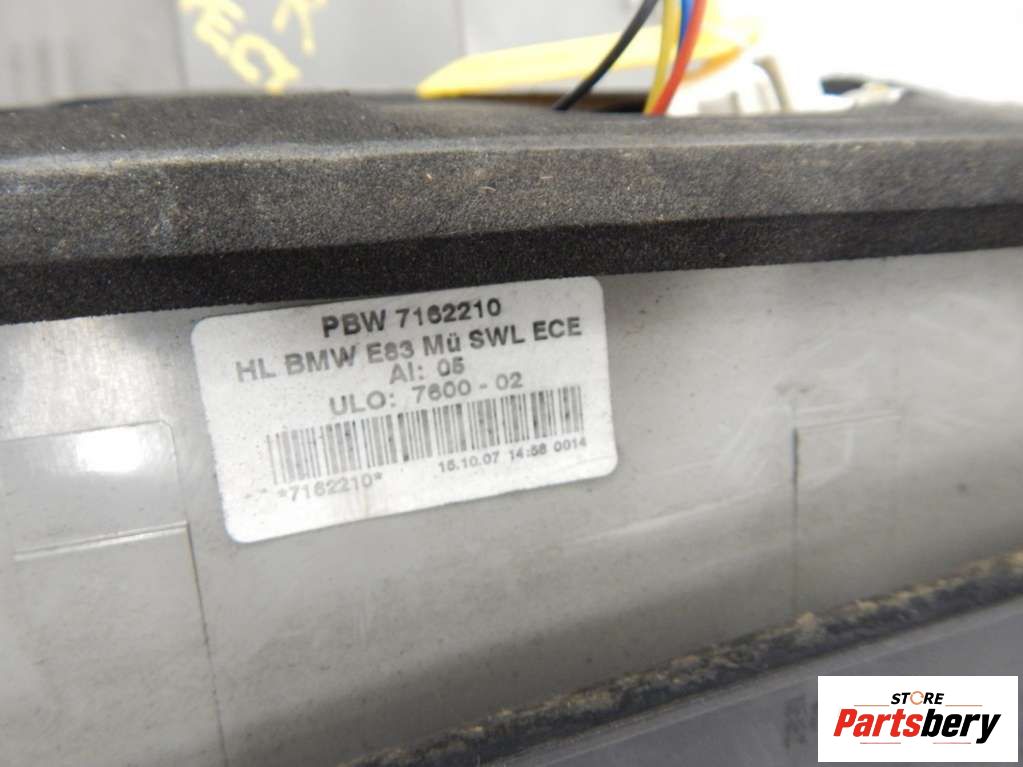 PBW 7162210
HL BMW E83 Mü SWL ECE
AI: 05
ULO: 7600 - 02
15.10.07 14:58 0014
*7162210*
STORE
Partsbery